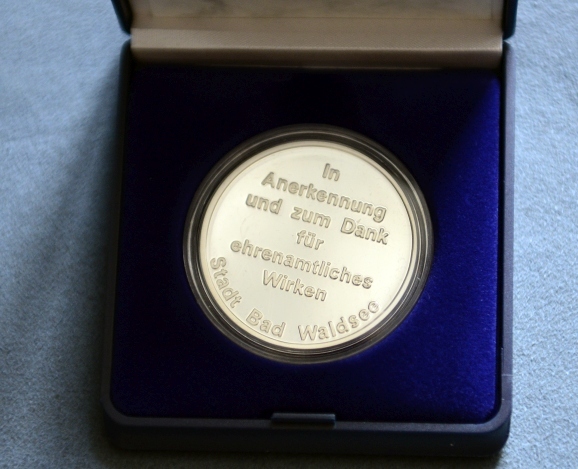 In
Anerkennung
und zum Dank
für
ehrenamtliches
Wirken
Stadt Bad Waldsee